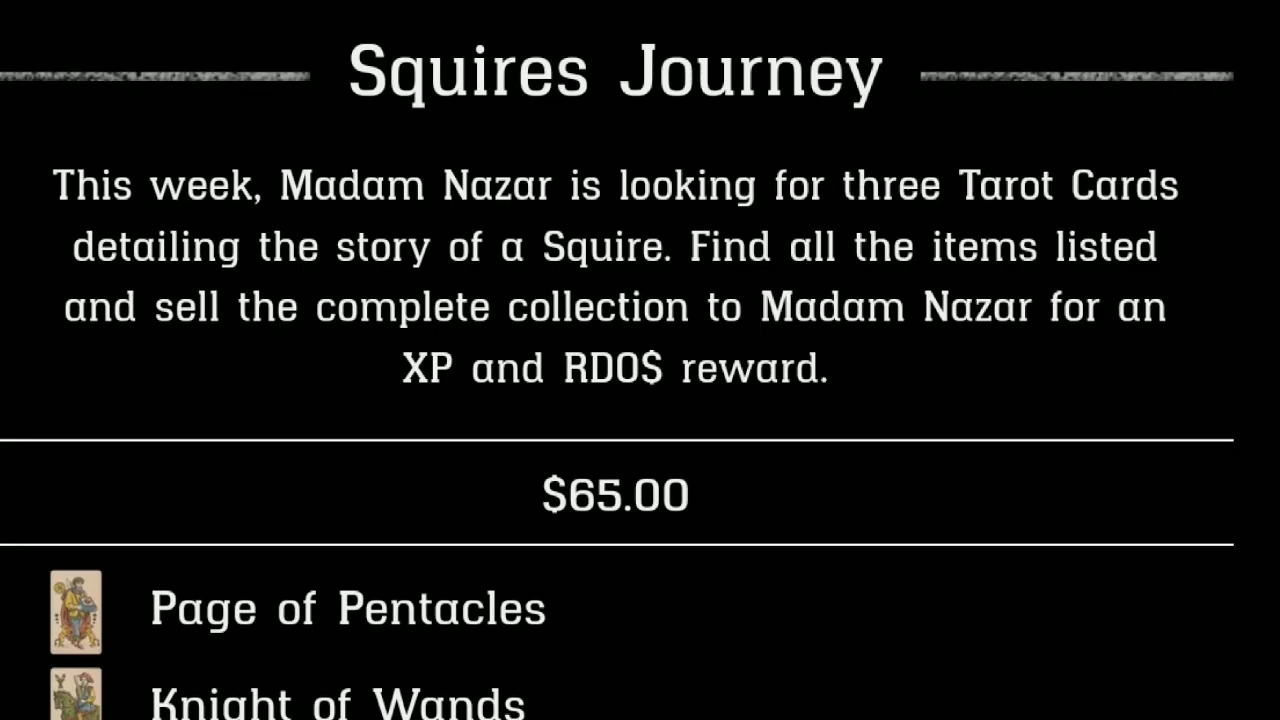 Squires Journey
This week, Madam Nazar is looking for three Tarot Cards
detailing the story of a Squire. Find all the items listed
and sell the complete collection to Madam Nazar for an
XP and RDO$ reward.
$65.00
Page of Pentacles
Knight of Wands